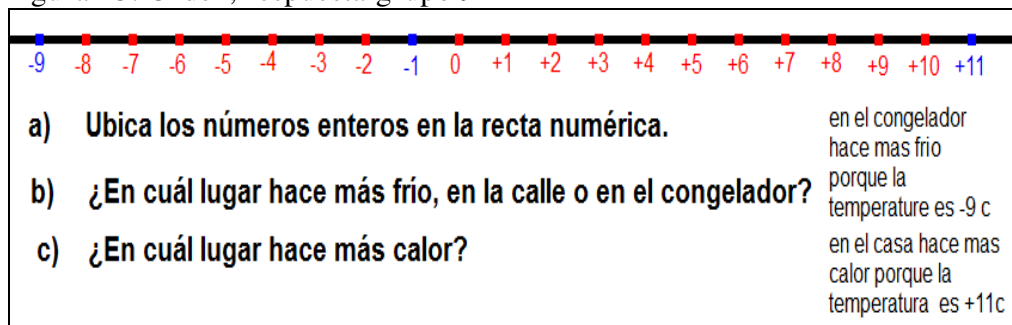 -9 -8 -7 -6 -5 -4 -3 -2 -1 0 +1 +2 +3 +4 +5 +6 +7 +8 +9 +10 +11
a) Ubica los números enteros en la recta numérica.
b) ¿En cuál lugar hace más frío, en la calle o en el congelador?
c) ¿En cuál lugar hace más calor?
en el congelador
hace mas frio
porque la
temperature es -9 c
en el casa hace mas
calor porque la
temperatura es +11c